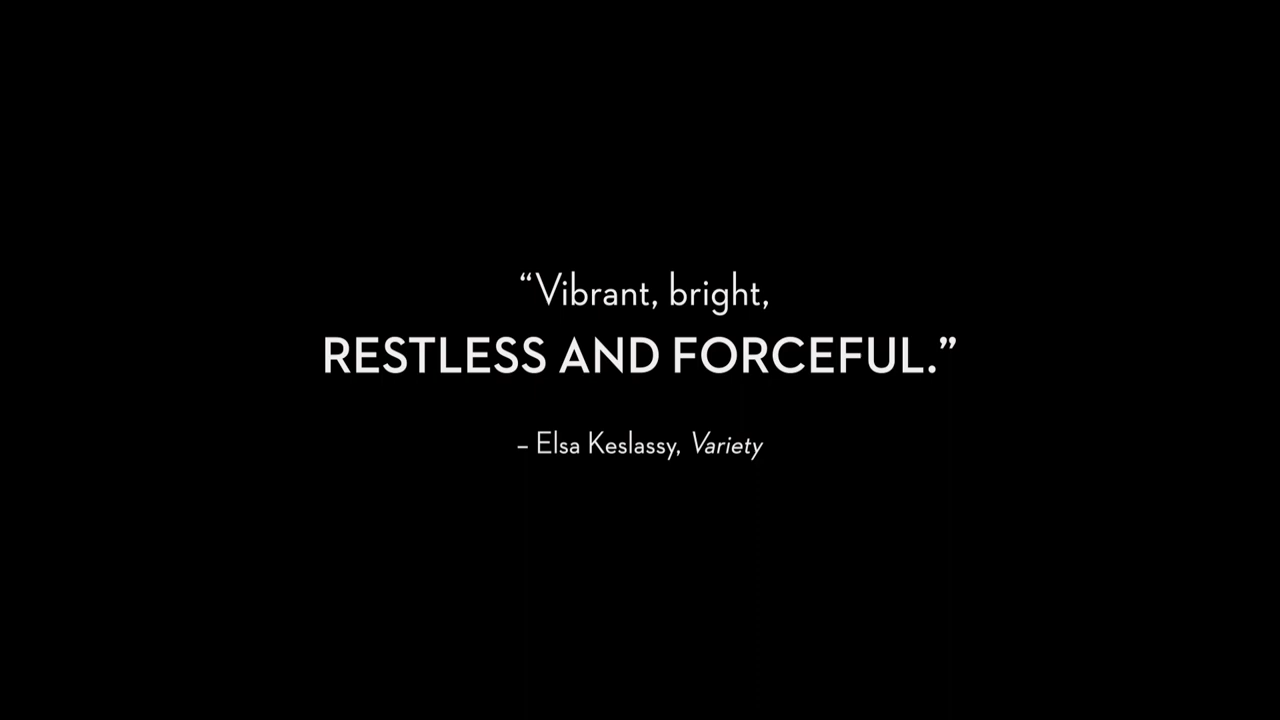 “Vibrant, bright,
RESTLESS AND FORCEFUL.”
– Elsa Keslassy, Variety